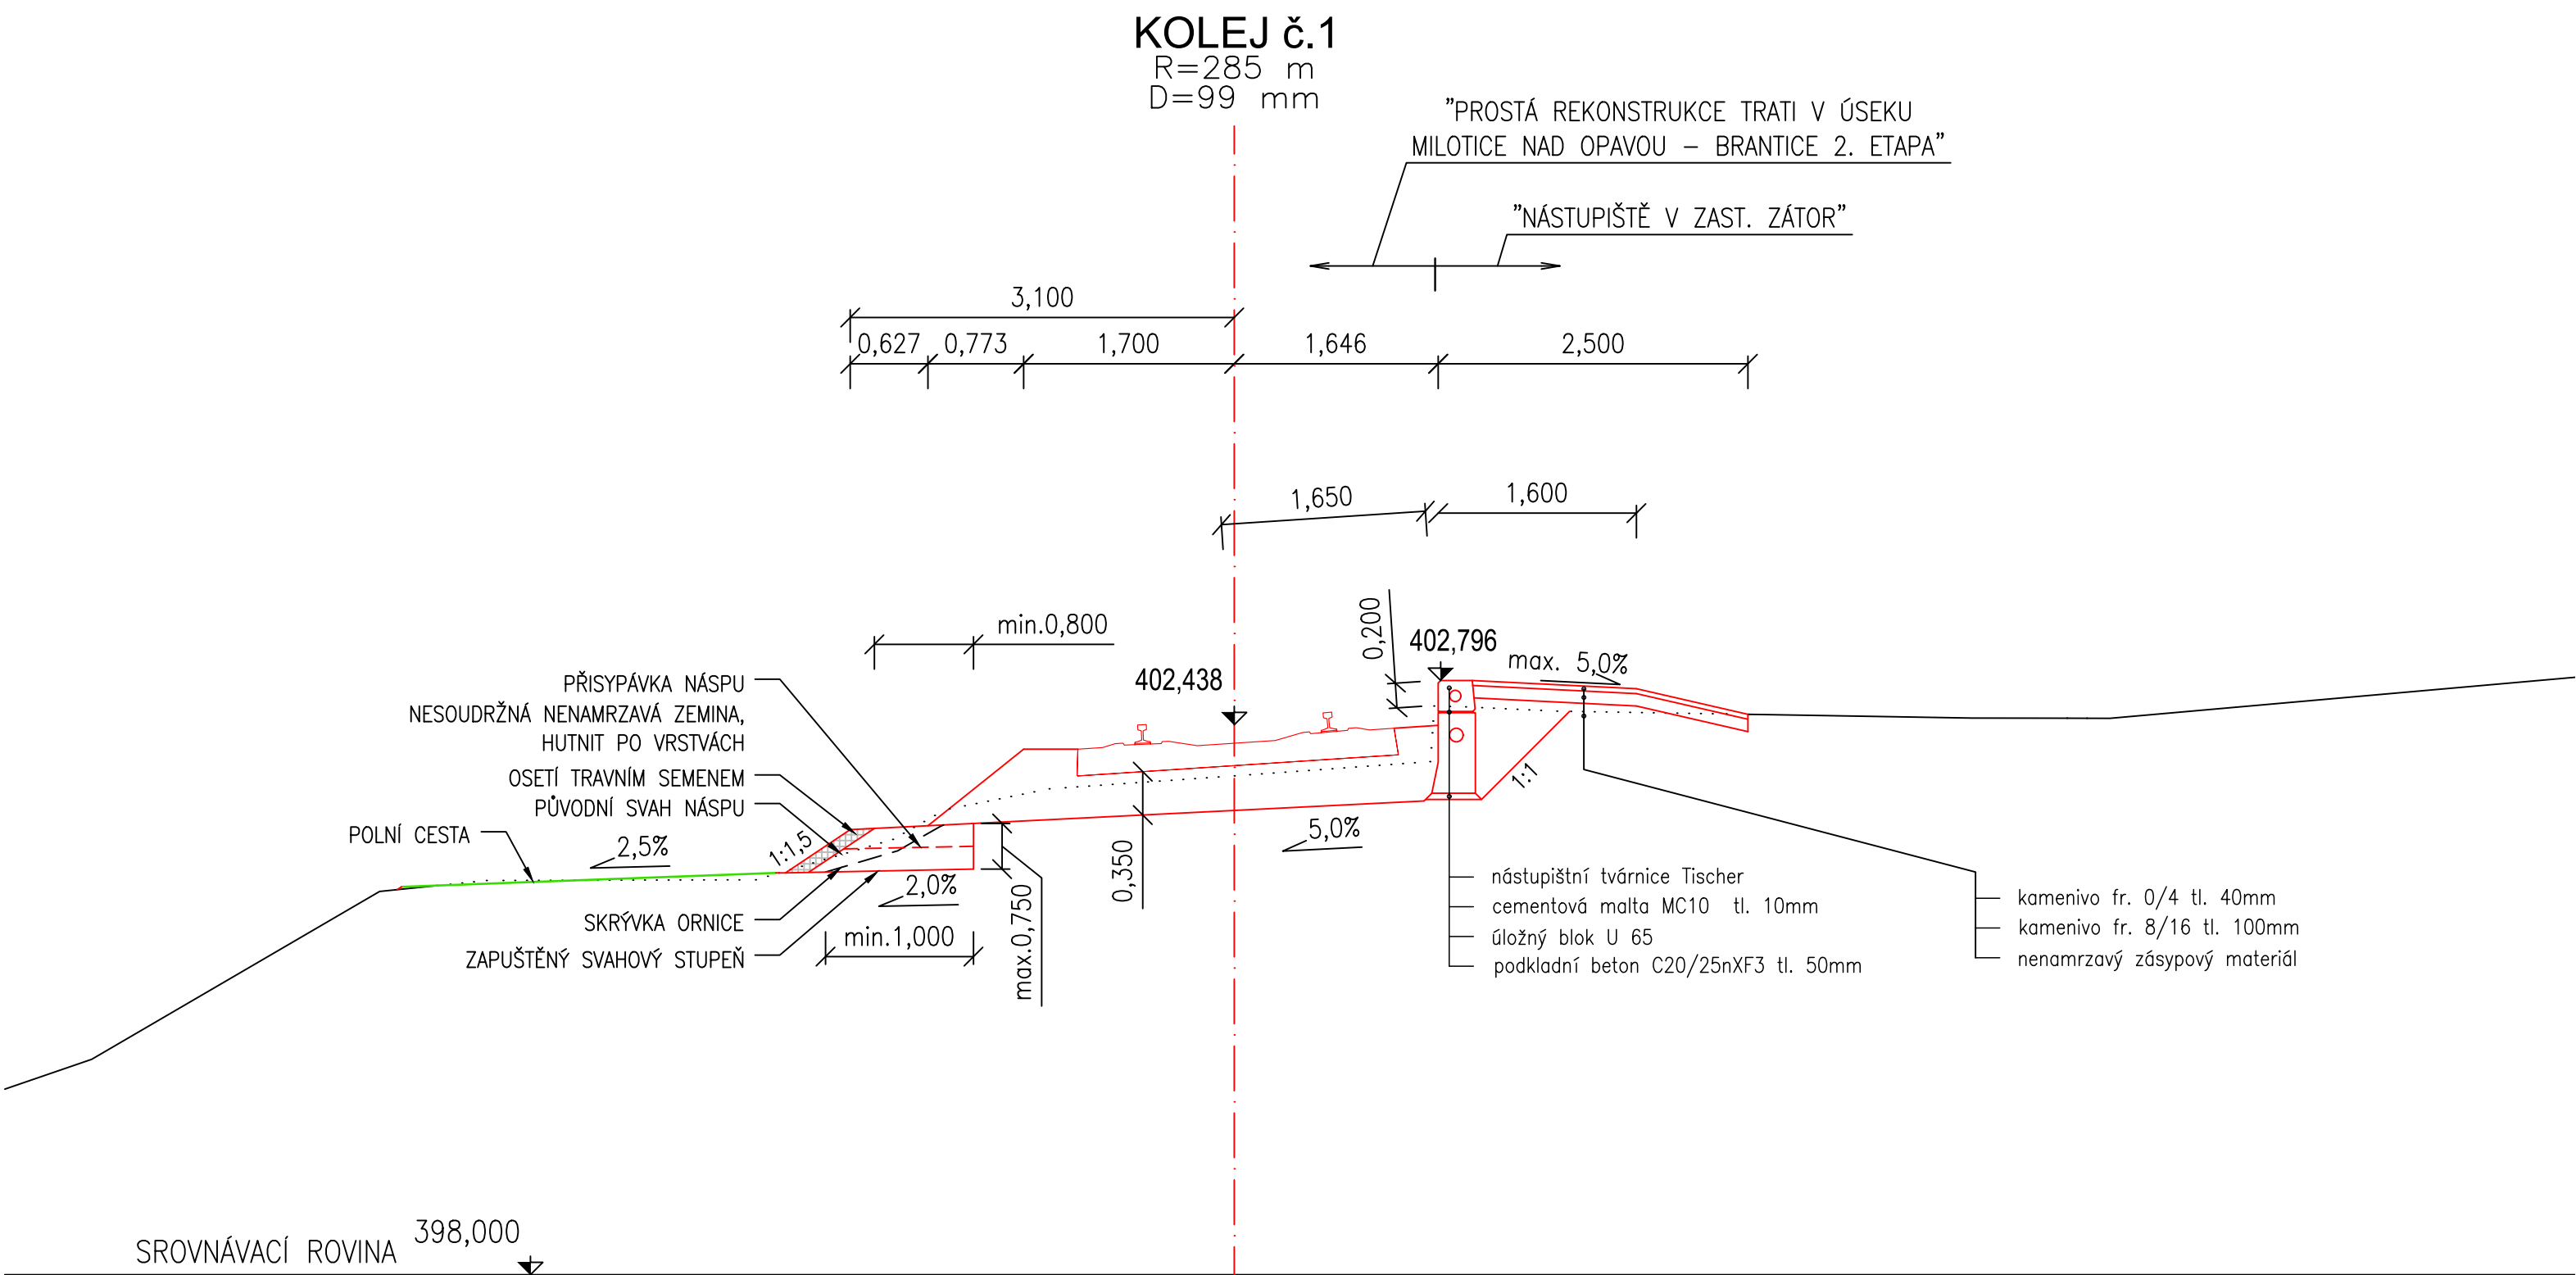 KOLEJ č.1
R=285 m
D=99 mm
"PROSTÁ REKONSTRUKCE TRATI V ÚSEKU
MILOTICE NAD OPAVOU – BRANTICE 2. ETAPA"
"NÁSTUPIŠTĚ V ZAST. ZÁTOR"
3,100
0,627 0,773 1,700 1,646 2,500
1,650 1,600
min.0,800
0,200
402,796
max. 5,0%
402,438
PŘISYPÁVKA NÁSPU
NESOUDRŽNÁ NENAMRZAVÁ ZEMINA,
HUTNIT PO VRSTVÁCH
OSETÍ TRAVNÍM SEMENEM
PŮVODNÍ SVAH NÁSPU
POLNÍ CESTA
2,5%
1:1,5
1:1
5,0%
0,350
2,0%
max.0,750
SKRÝVKA ORNICE
min.1,000
ZAPUŠTĚNÝ SVAHOVÝ STUPEŇ
nástupištní tvárnice Tischer
cementová malta MC10 tl. 10mm
úložný blok U 65
podkladní beton C20/25nXF3 tl. 50mm
kamenivo fr. 0/4 tl. 40mm
kamenivo fr. 8/16 tl. 100mm
nenamrzavý zásypový materiál
SROVNÁVACÍ ROVINA 398,000